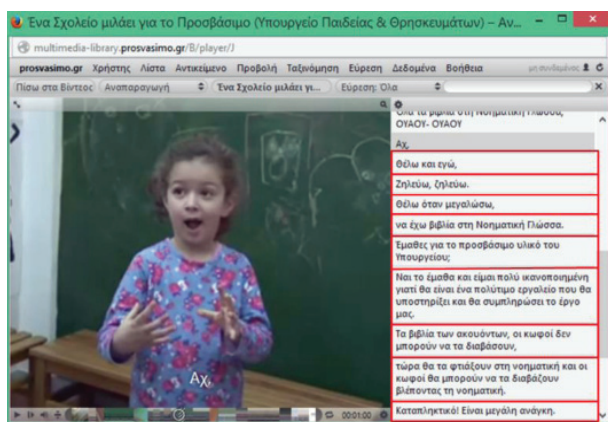 Ένα Σχολείο μιλάει για το Προσβάσιμο (Υπουργείο Παιδείας & Θρησκευμάτων) – Αν...
multimedia-library.prosvasimo.gr/B/player/J
prosvasimo.gr Χρήστης Λίστα Αντικείμενο Προβολή Ταξινόμηση Εύρεση Δεδομένα Βοήθεια μη συνδεμένος
Πίσω στα Βίντεο Αναπαραγωγή Ένα Σχολείο μιλάει γι... Εύρεση: Όλα
Όλα τα βιβλία στη Νοηματική Γλώσσα,
ΟΥΑΟΥ- ΟΥΑΟΥ
Αχ,
Θέλω και εγώ,
Ζηλεύω, ζηλεύω.
Θέλω όταν μεγαλώσω,
να έχω βιβλία στη Νοηματική Γλώσσα.
Έμαθες για το προσβάσιμο υλικό του
Υπουργείου;
Ναι το έμαθα και είμαι πολύ ικανοποιημένη
γιατί θα είναι ένα πολύτιμο εργαλείο που θα
υποστηρίξει και θα συμπληρώσει το έργο
μας.
Τα βιβλία των ακουόντων, οι κωφοί δεν
μπορούν να τα διαβάσουν,
τώρα θα τα φτιάξουν στη νοηματική και οι
κωφοί θα μπορούν να τα διαβάζουν
βλέποντας τη νοηματική.
Καταπληκτικό! Είναι μεγάλη ανάγκη.
Αχ,
00:01:00